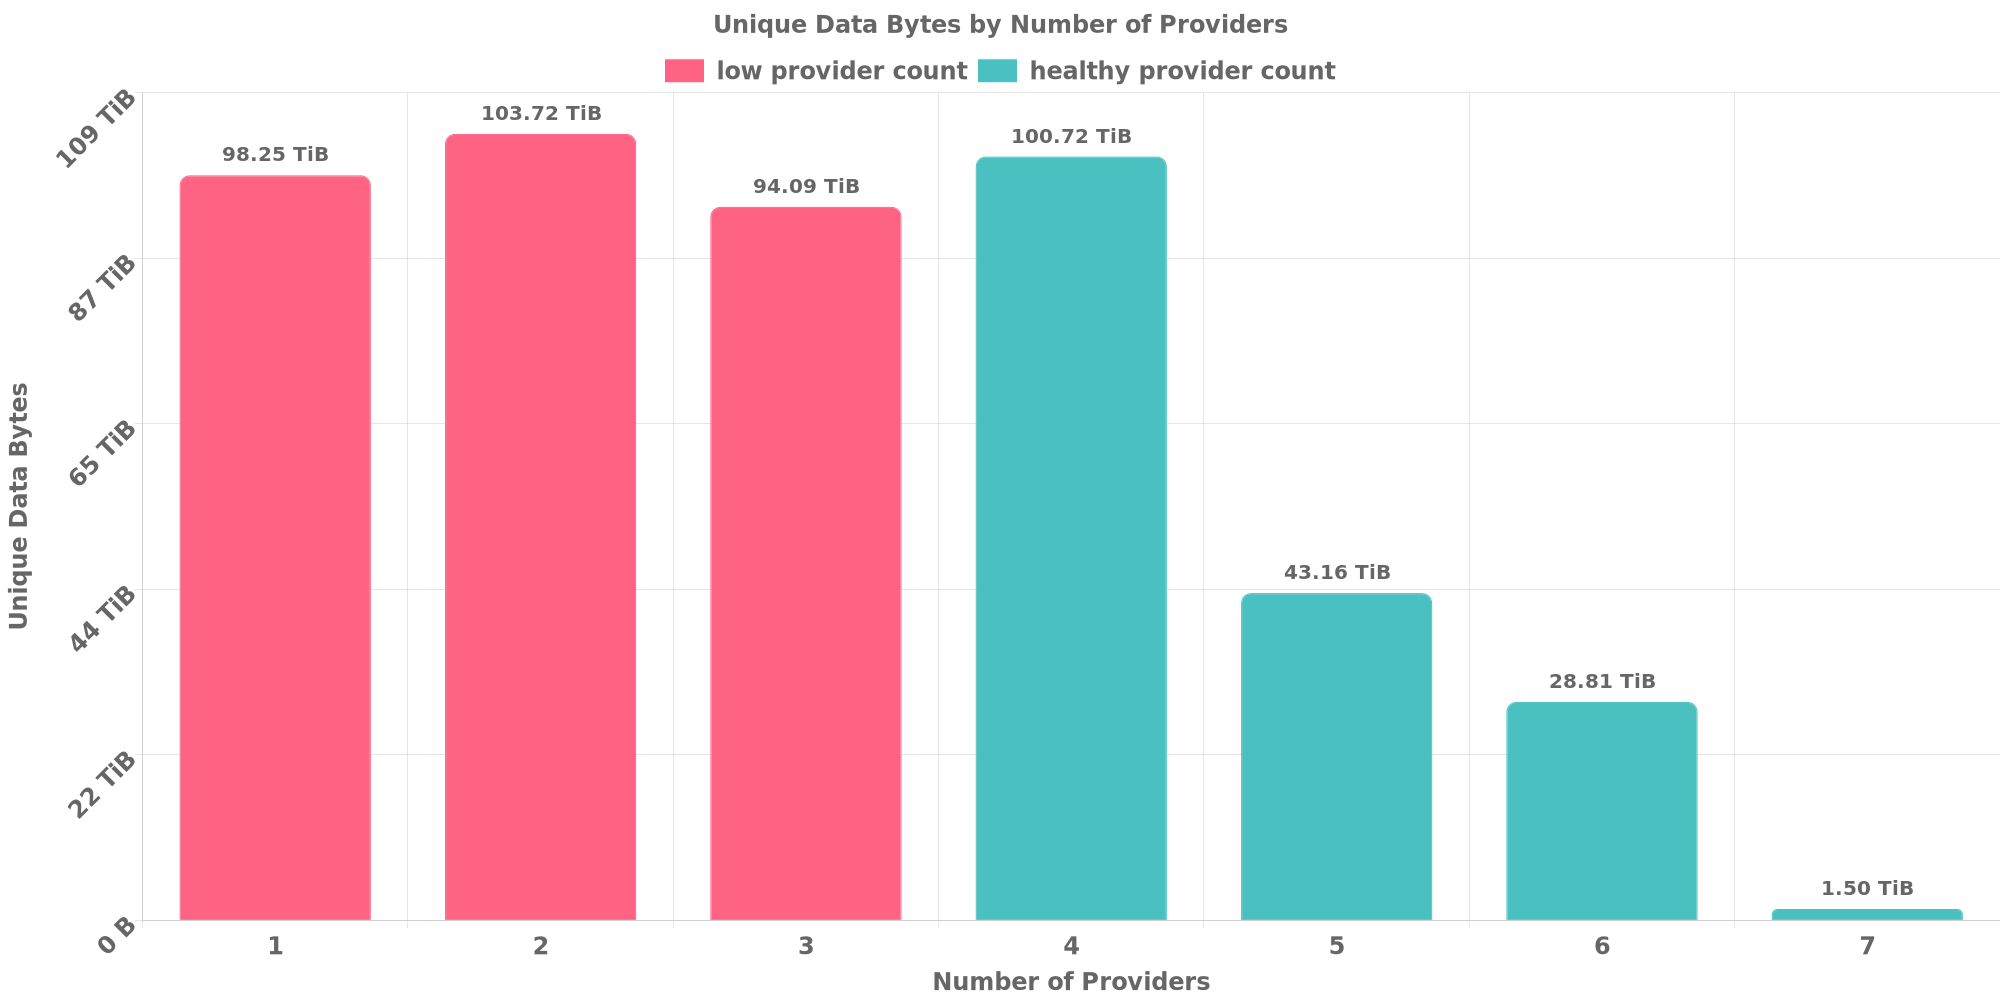 Unique Data Bytes by Number of Providers
low provider count healthy provider count
109 TiB
87 TiB
65 TiB
44 TiB
22 TiB
0 B
Unique Data Bytes
98.25 TiB
103.72 TiB
94.09 TiB
100.72 TiB
43.16 TiB
28.81 TiB
1.50 TiB
1 2 3 4 5 6 7
Number of Providers